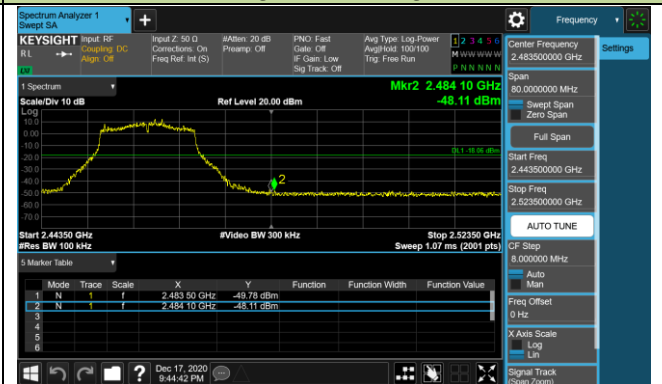 Spectrum Analyzer 1
Swept SA
Frequency
KEYSIGHT Input: RF
RL Coupling: DC
Align: Off
Input Z: 50 Ω
Corrections: On
Freq Ref: Int (S)
#Atten: 20 dB
Preamp: Off
PNO: Fast
Gate: Off
IF Gain: Low
Sig Track: Off
Avg Type: Log-Power
Avg|Hold: 100/100
Trig: Free Run
1 2 3 4 5 6
M W W W W W
P N N N N N
1 Spectrum
Scale/Div 10 dB
Ref Level 20.00 dBm
Mkr2 2.484 10 GHz
-48.11 dBm
Log
10.0
0.00
-10.0
-20.0
-30.0
-40.0
-50.0
-60.0
-70.0
2
Start 2.44350 GHz
#Res BW 100 kHz
#Video BW 300 kHz
Stop 2.52350 GHz
Sweep 1.07 ms (2001 pts)
5 Marker Table
Mode Trace Scale X Y Function Function Width Function Value
1 N 1 f 2.483 50 GHz -49.78 dBm
2 N 1 f 2.484 10 GHz -48.11 dBm
3
4
5
6
Dec 17, 2020
9:44:42 PM
?
Settings
Center Frequency
2.483500000 GHz
Span
80.0000000 MHz
Swept Span
Zero Span
Full Span
Start Freq
2.443500000 GHz
Stop Freq
2.523500000 GHz
AUTO TUNE
CF Step
8.000000 MHz
Auto
Man
Freq Offset
0 Hz
X Axis Scale
Log
Lin
Signal Track
(Span Zoom)